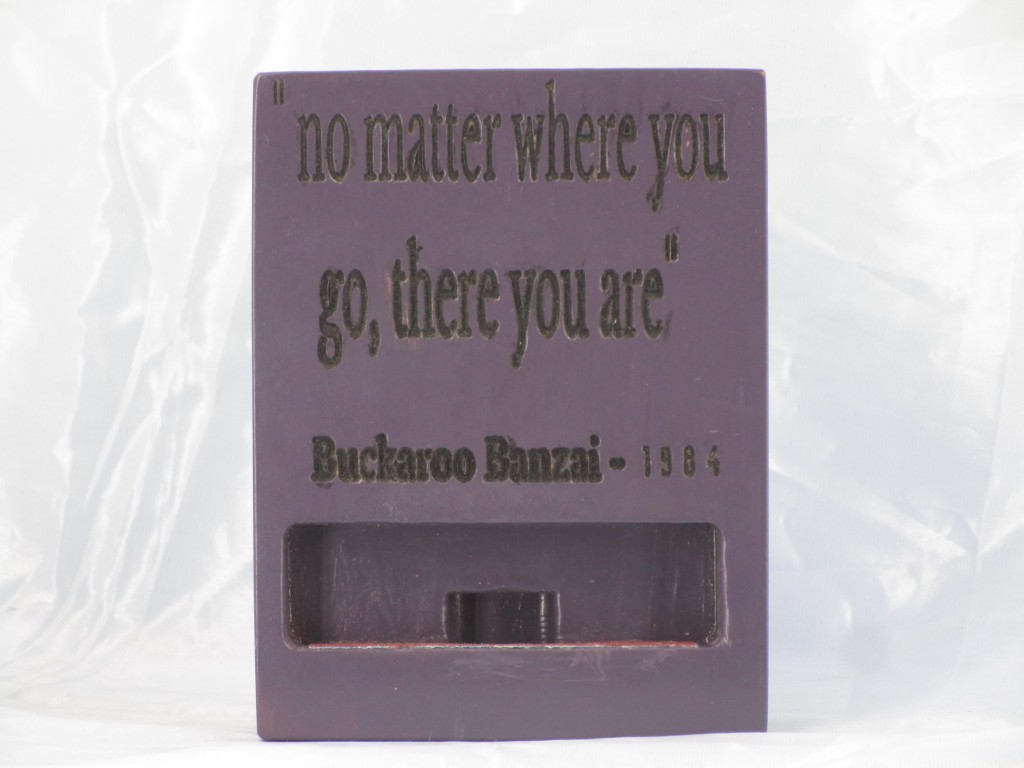 "no matter where you
go, there you are"
Buckaroo Banzai - 1984